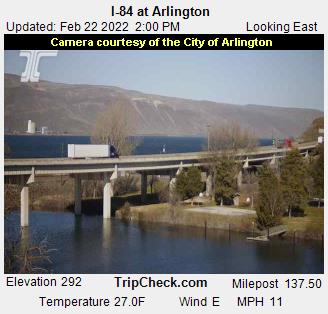 I-84 at Arlington
Updated: Feb 22 2022 2:00 PM Looking East
Camera courtesy of the City of Arlington
Elevation 292 TripCheck.com Milepost 137.50
Temperature 27.0F Wind E MPH 11